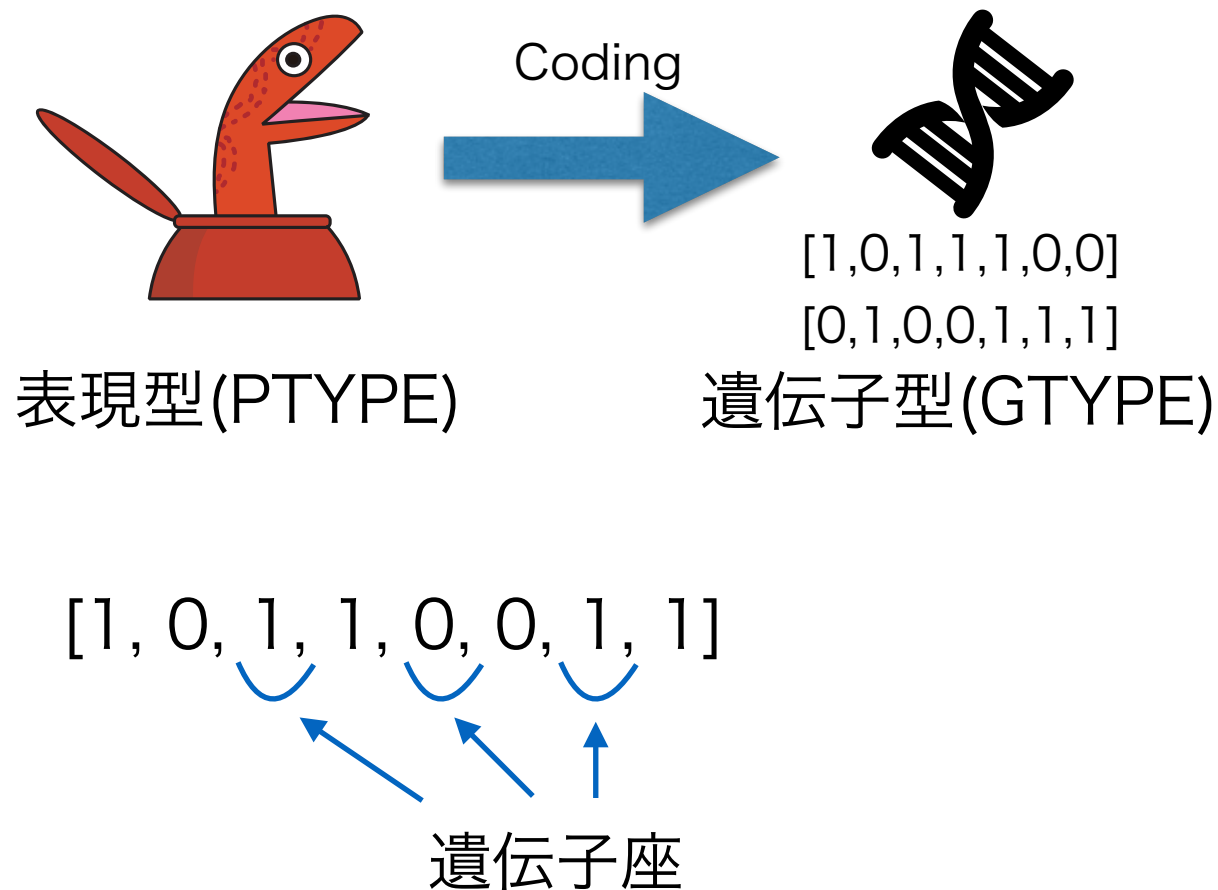 Coding
[1,0,1,1,1,0,0]
[0,1,0,0,1,1,1]
表現型(PTYPE)
遺伝子型(GTYPE)
[1, 0, 1, 1, 0, 0, 1, 1]
遺伝子座